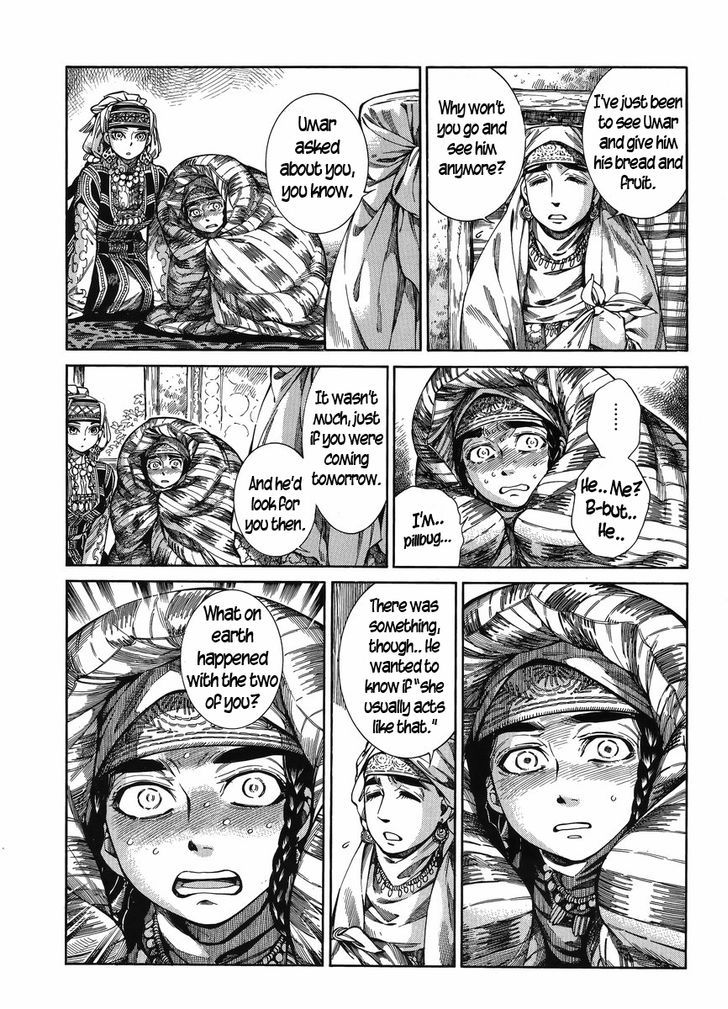 I've just been
to see Umar
and give him
his bread and
fruit.
Why won't
you go and
see him
anymore?
Umar
asked
about you,
you know.
......
He.. Me?
B-but..
He..
I'm..
pillbug...
It wasn't
much, just
if you were
coming
tomorrow.
And he'd
look for
you then.
There was
something,
though.. He
wanted to
know if "she
usually acts
like that."
What on
earth
happened
with the two
of you?